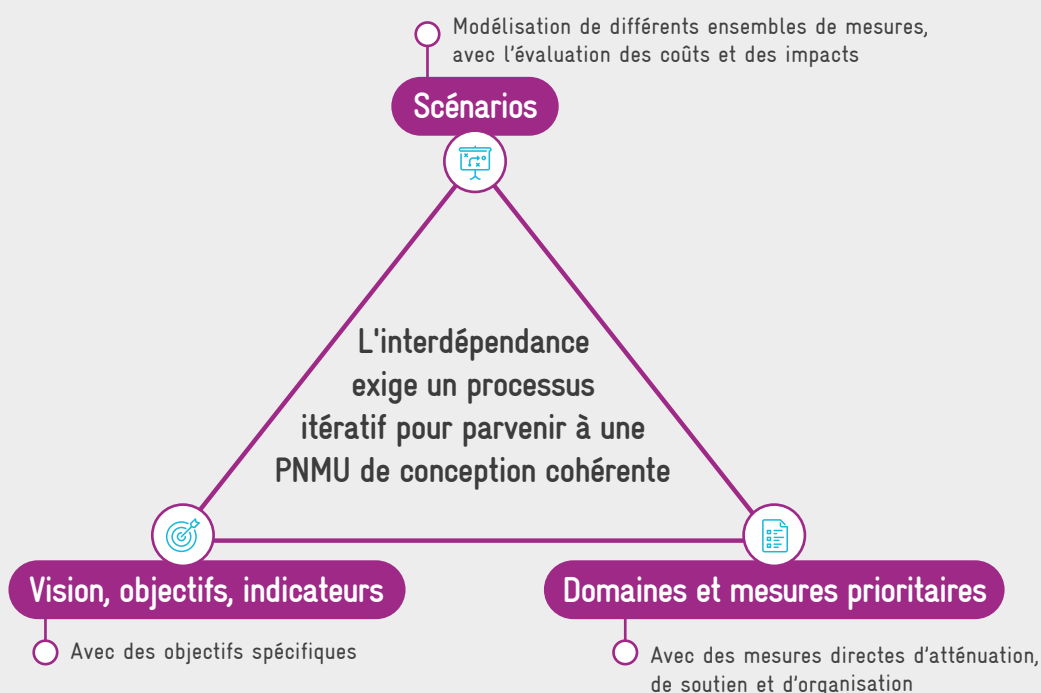 Modélisation de différents ensembles de mesures,
avec l'évaluation des coûts et des impacts
Scénarios
L'interdépendance
exige un processus
itératif pour parvenir à une
PNMU de conception cohérente
Vision, objectifs, indicateurs
Avec des objectifs spécifiques
Domaines et mesures prioritaires
Avec des mesures directes d'atténuation,
de soutien et d'organisation